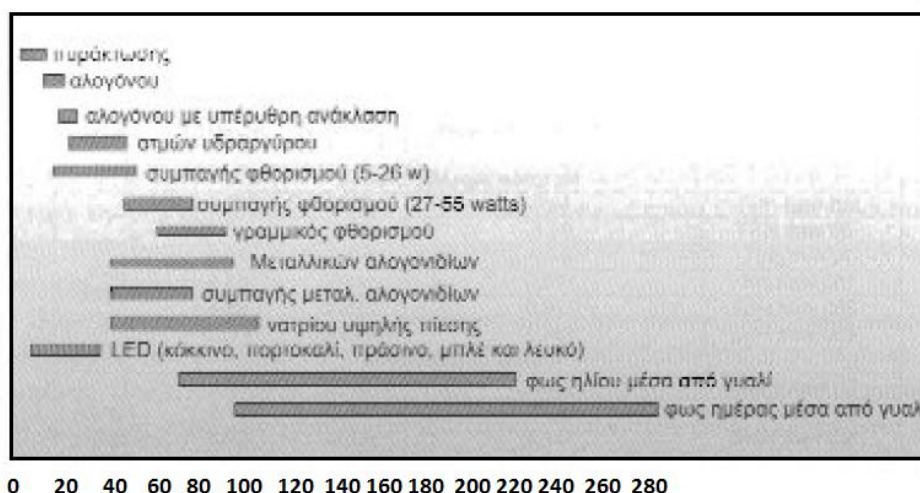 πυράκτωσης
αλογόνου
αλογόνου με υπέρυθρη ανάκλαση
ατμών υδραργύρου
συμπαγής φθορισμού (5-26 w)
συμπαγής φθορισμού (27-55 watts)
γραμμικός φθορισμού
Μεταλλικών αλογονιδίων
συμπαγής μεταλ. αλογονιδίων
νατρίου υψηλής πίεσης
LED (κόκκινο, πορτοκαλί, πράσινο, μπλέ και λευκό)
φως ηλίου μέσα από γυαλί
φως ημέρας μέσα από γυαλ
0 20 40 60 80 100 120 140 160 180 200 220 240 260 280